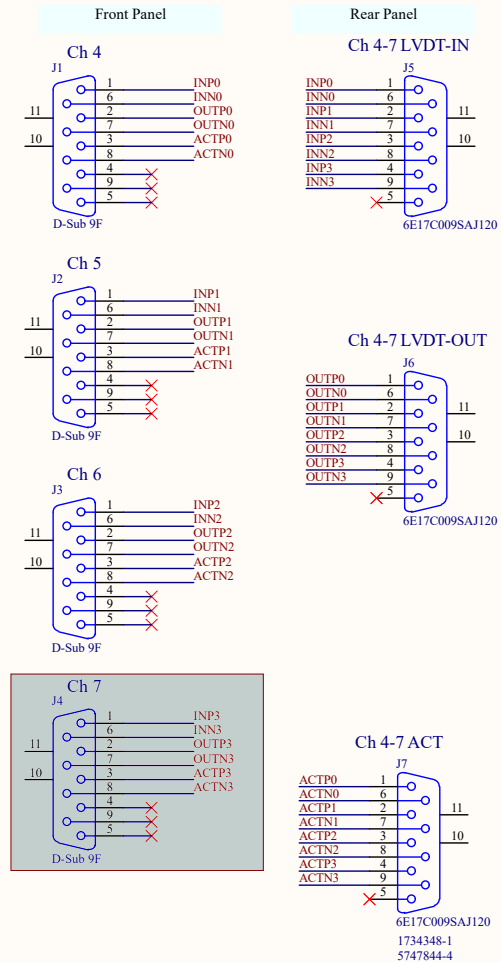 Front Panel
Ch 4
J1
1 INP0
6 INN0
2 OUTP0
7 OUTN0
3 ACTP0
8 ACTN0
4
9
5
11
10
D-Sub 9F
Ch 5
J2
1 INP1
6 INN1
2 OUTP1
7 OUTN1
3 ACTP1
8 ACTN1
4
9
5
11
10
D-Sub 9F
Ch 6
J3
1 INP2
6 INN2
2 OUTP2
7 OUTN2
3 ACTP2
8 ACTN2
4
9
5
11
10
D-Sub 9F
Ch 7
J4
1 INP3
6 INN3
2 OUTP3
7 OUTN3
3 ACTP3
8 ACTN3
4
9
5
11
10
D-Sub 9F
Rear Panel
Ch 4-7 LVDT-IN
J5
INP0 1
INN0 6
INP1 2
INN1 7
INP2 3
INN2 8
INP3 4
INN3 9
5
11
10
6E17C009SAJ120
Ch 4-7 LVDT-OUT
J6
OUTP0 1
OUTN0 6
OUTP1 2
OUTN1 7
OUTP2 3
OUTN2 8
OUTP3 4
OUTN3 9
5
11
10
6E17C009SAJ120
Ch 4-7 ACT
J7
ACTP0 1
ACTN0 6
ACTP1 2
ACTN1 7
ACTP2 3
ACTN2 8
ACTP3 4
ACTN3 9
5
11
10
6E17C009SAJ120
1734348-1
5747844-4